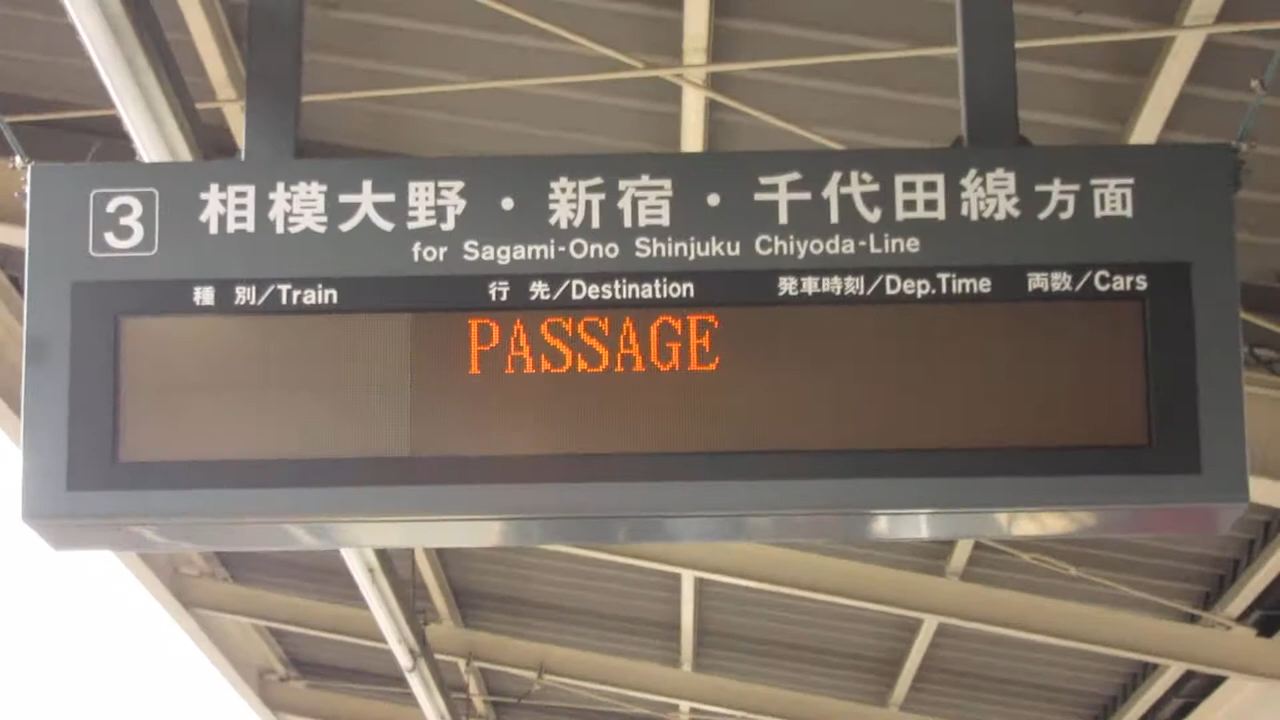 3 相模大野・新宿・千代田線方面
for Sagami-Ono Shinjuku Chiyoda-Line
種 別/Train 行 先/Destination 発車時刻/Dep.Time 両数/Cars
PASSAGE